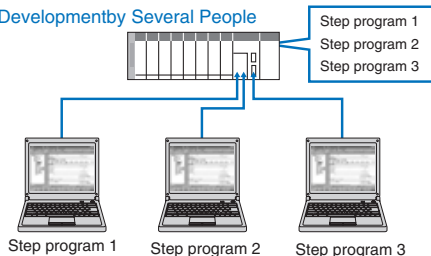 Developmentby Several People
Step program 1
Step program 2
Step program 3
Step program 1
Step program 2
Step program 3